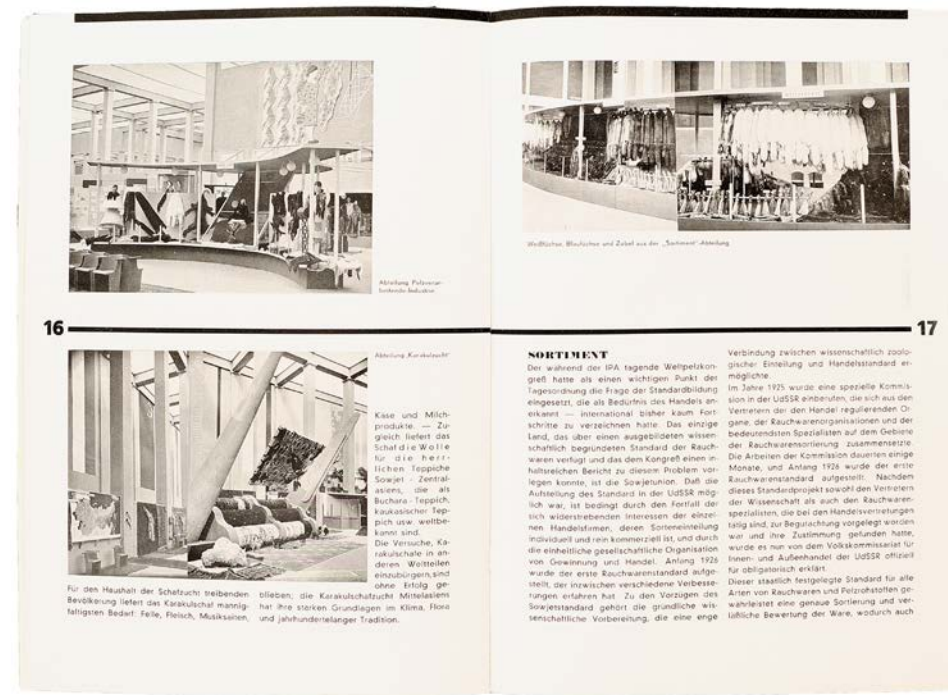 Abteilung Pelzverar-
beitende Industrie
16
Abteilung „Karakulzucht“
Käse und Milch-
produkte. — Zu-
gleich liefert das
Schaf die Wolle
für die herr-
lichen Teppiche
Sowjet-Zentral-
asiens, die als
Buchara-Teppich,
kaukasischer Tep-
pich usw. weltbe-
kannt sind.
Die Versuche, Ka-
rakulschafe in an-
deren Weltteilen
einzubürgern, sind
ohne Erfolg ge-
Für den Haushalt der Schafzucht treibenden
Bevölkerung liefert das Karakulschaf mannig-
faltigsten Bedarf: Felle, Fleisch, Musiksaiten,
blieben; die Karakulschafzucht Mittelasiens
hat ihre starken Grundlagen im Klima, Flora
und jahrhundertelanger Tradition.
Weißfüchse, Blaufüchse und Zobel aus der „Sortiment“-Abteilung
17
SORTIMENT
Der während der IPA tagende Weltpelzkon-
greß hatte als einen wichtigen Punkt der
Tagesordnung die Frage der Standardbildung
eingesetzt, die als Bedürfnis des Handels an-
erkannt — international bisher kaum Fort-
schritte zu verzeichnen hatte. Das einzige
Land, das über einen ausgebildeten wissen-
schaftlich begründeten Standard der Rauch-
waren verfügt und das dem Kongreß einen in-
haltsreichen Bericht zu diesem Problem vor-
legen konnte, ist die Sowjetunion. Daß die
Aufstellung des Standard in der UdSSR mög-
lich war, ist bedingt durch den Fortfall der
sich widerstrebenden Interessen der einzel-
nen Handelsfirmen, deren Sorteneinteilung
individuell und rein kommerziell ist, und durch
die einheitliche gesellschaftliche Organisation
von Gewinnung und Handel. Anfang 1926
wurde der erste Rauchwarenstandard aufge-
stellt, der inzwischen verschiedene Verbesse-
rungen erfahren hat. Zu den Vorzügen des
Sowjetstandard gehört die gründliche wis-
senschaftliche Vorbereitung, die eine enge
Verbindung zwischen wissenschaftlich zoolo-
gischer Einteilung und Handelsstandard er-
möglichte.
Im Jahre 1925 wurde eine spezielle Kommis-
sion in der UdSSR einberufen, die sich aus den
Vertretern der den Handel regulierenden Or-
gane, der Rauchwarenorganisationen und der
bedeutendsten Spezialisten auf dem Gebiete
der Rauchwarensortierung zusammensetzte.
Die Arbeiten der Kommission dauerten einige
Monate, und Anfang 1926 wurde der erste
Rauchwarenstandard aufgestellt. Nachdem
dieses Standardprojekt sowohl den Vertretern
der Wissenschaft als auch den Rauchwaren-
spezialisten, die bei den Handelsvertretungen
tätig sind, zur Begutachtung vorgelegt worden
war und ihre Zustimmung gefunden hatte,
wurde es nun von dem Volkskommissariat für
Innen- und Außenhandel der UdSSR offiziell
für obligatorisch erklärt.
Dieser staatlich festgelegte Standard für alle
Arten von Rauchwaren und Pelzrohstoffen ge-
währleistet eine genaue Sortierung und ver-
läßliche Bewertung der Ware, wodurch auch